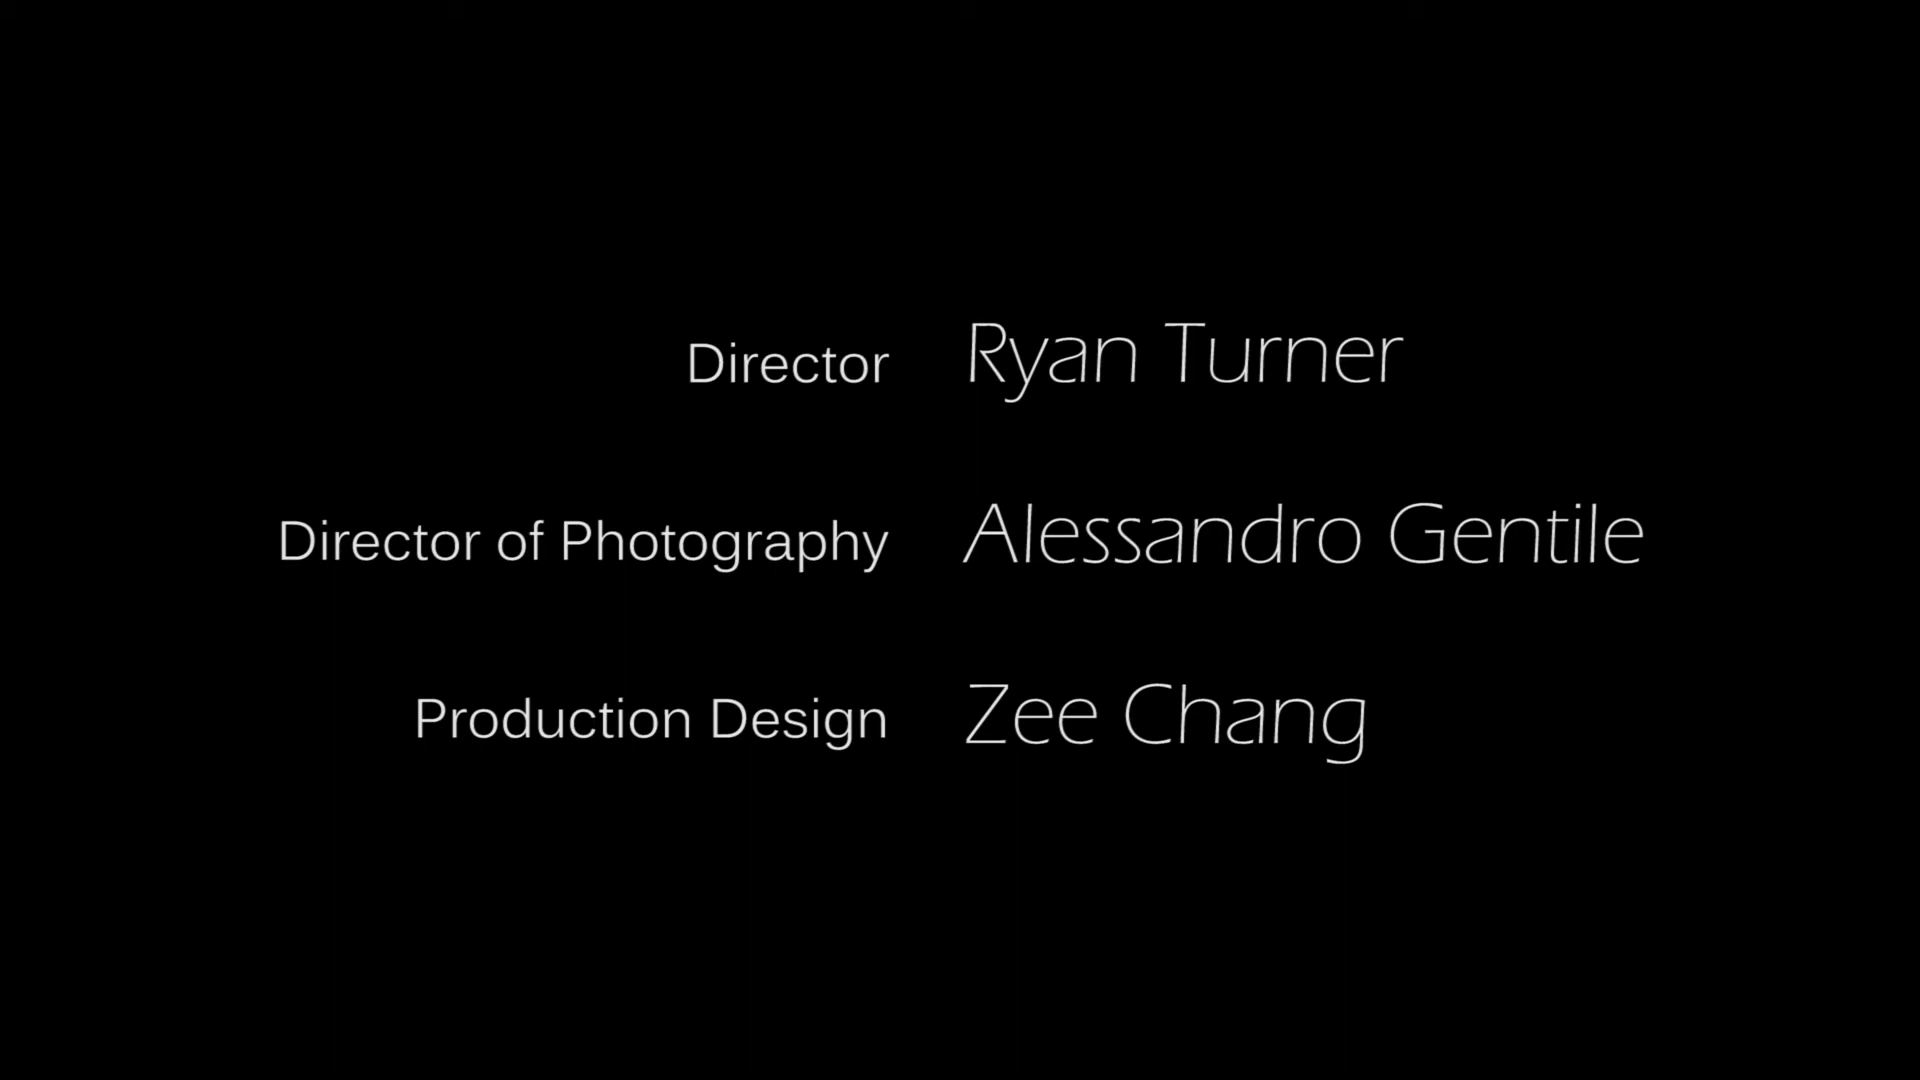 Director Ryan Turner
Director of Photography Alessandro Gentile
Production Design Zee Chang